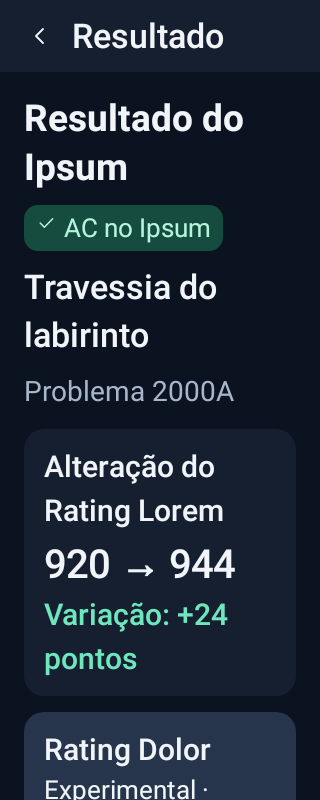 Resultado
Resultado do
Ipsum
AC no Ipsum
Travessia do
labirinto
Problema 2000A
Alteração do
Rating Lorem
920 → 944
Variação: +24
pontos
Rating Dolor
Experimental ·